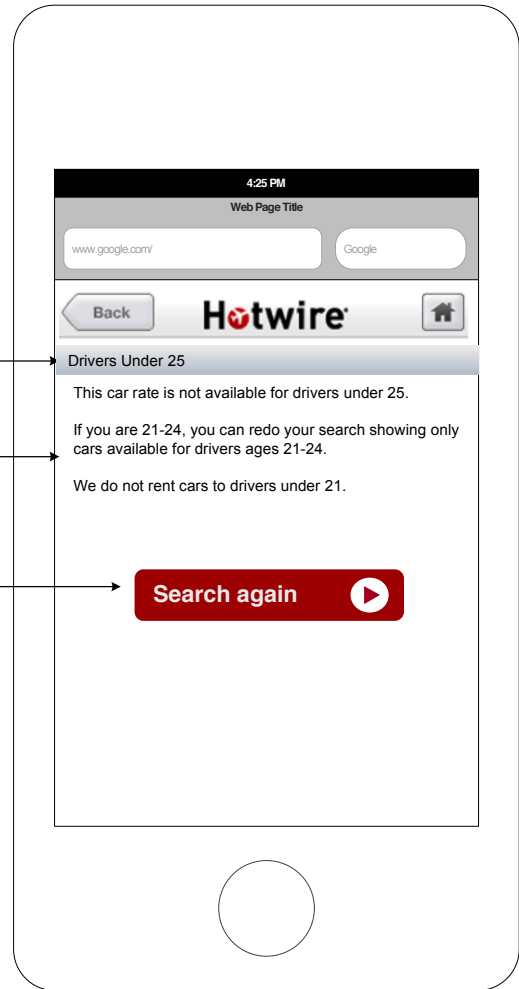 4:25 PM
Web Page Title
www.google.com/ Google
Back Hotwire
Drivers Under 25
This car rate is not available for drivers under 25.
If you are 21-24, you can redo your search showing only
cars available for drivers ages 21-24.
We do not rent cars to drivers under 21.
Search again